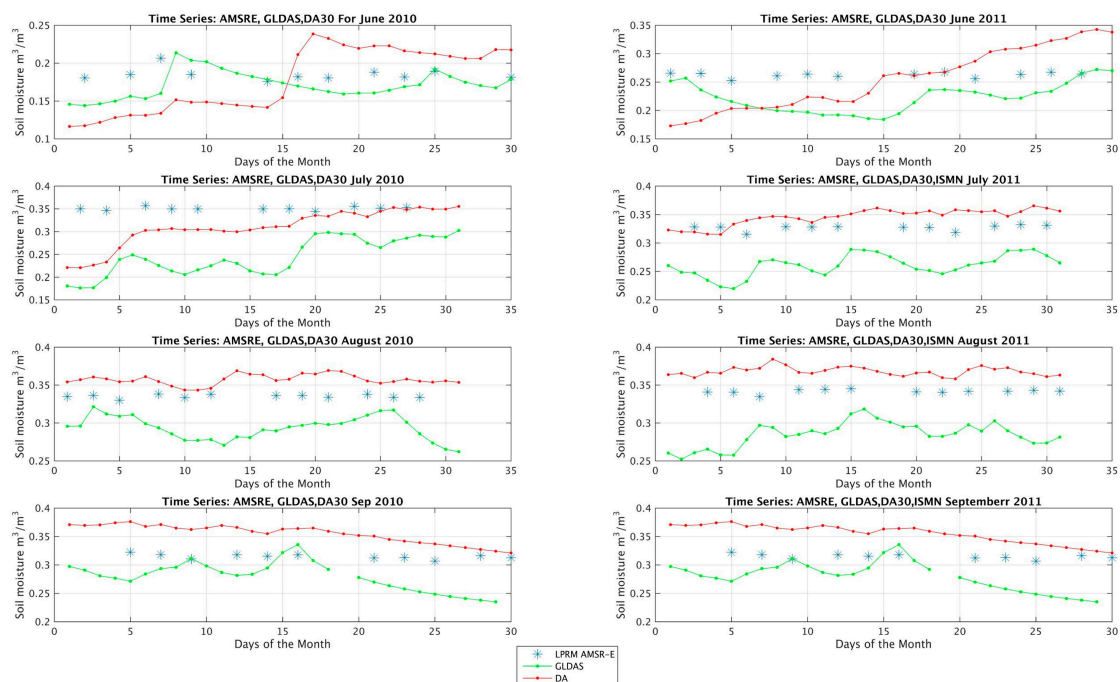 Time Series: AMSRE, GLDAS,DA30 For June 2010
Soil moisture m³/m³
0.25
0.2
0.15
0.1
0 5 10 15 20 25 30
Days of the Month
Time Series: AMSRE, GLDAS,DA30 June 2011
Soil moisture m³/m³
0.35
0.3
0.25
0.2
0.15
0 5 10 15 20 25 30
Days of the Month
Time Series: AMSRE, GLDAS,DA30 July 2010
Soil moisture m³/m³
0.4
0.35
0.3
0.25
0.2
0.15
0 5 10 15 20 25 30 35
Days of the Month
Time Series: AMSRE, GLDAS,DA30,ISMN July 2011
Soil moisture m³/m³
0.4
0.35
0.3
0.25
0.2
0 5 10 15 20 25 30 35
Days of the Month
Time Series: AMSRE, GLDAS,DA30 August 2010
Soil moisture m³/m³
0.4
0.35
0.3
0.25
0 5 10 15 20 25 30 35
Days of the Month
Time Series: AMSRE, GLDAS,DA30,ISMN August 2011
Soil moisture m³/m³
0.4
0.35
0.3
0.25
0 5 10 15 20 25 30 35
Days of the Month
Time Series: AMSRE, GLDAS,DA30 Sep 2010
Soil moisture m³/m³
0.4
0.35
0.3
0.25
0.2
0 5 10 15 20 25 30
Days of the Month
Time Series: AMSRE, GLDAS,DA30,ISMN Septemberr 2011
Soil moisture m³/m³
0.4
0.35
0.3
0.25
0.2
0 5 10 15 20 25 30
Days of the Month
LPRM AMSR-E
GLDAS
DA